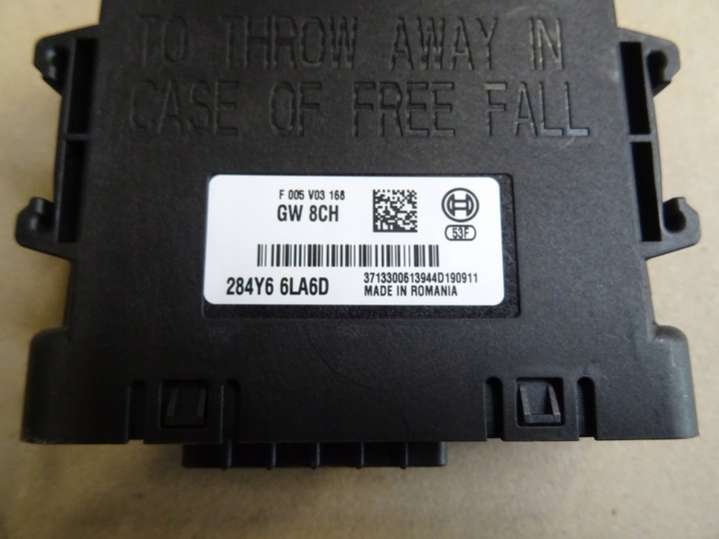 TO THROW AWAY IN
CASE OF FREE FALL
F 005 V03 168
GW 8CH
53F
284Y6 6LA6D
3713300613944D190911
MADE IN ROMANIA